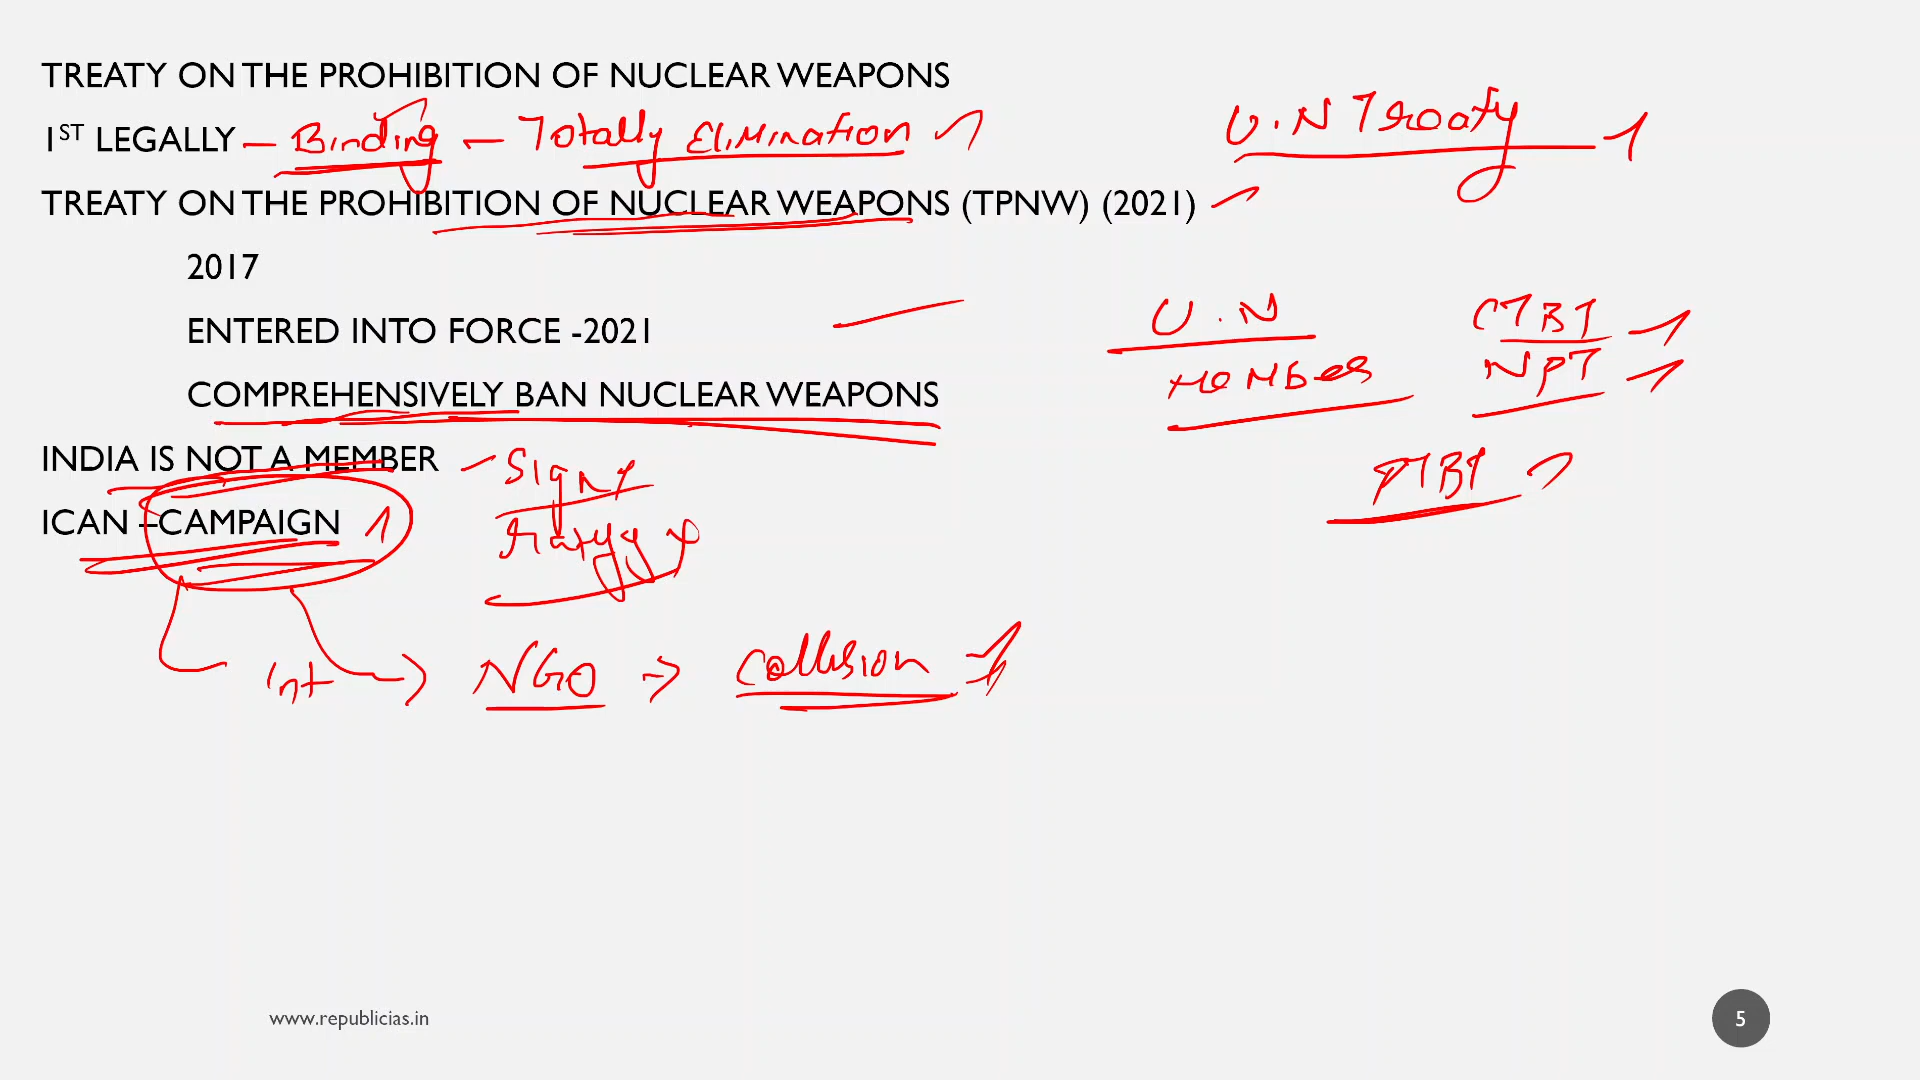 TREATY ON THE PROHIBITION OF NUCLEAR WEAPONS
1ST LEGALLY – Binding – Totally Elimination
U.N Treaty
TREATY ON THE PROHIBITION OF NUCLEAR WEAPONS (TPNW) (2021)
2017
ENTERED INTO FORCE -2021
U.N
Member
CTBT
NPT
COMPREHENSIVELY BAN NUCLEAR WEAPONS
INDIA IS NOT A MEMBER
Sign
PTBT
ICAN –CAMPAIGN
Int → NGO → Collision
www.republicias.in
5